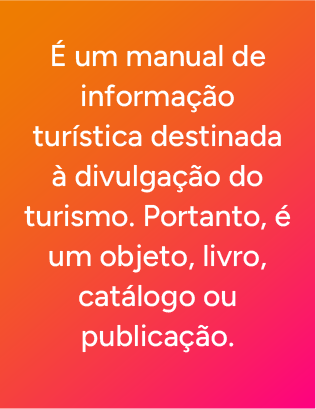 É um manual de
informação
turística destinada
à divulgação do
turismo. Portanto, é
um objeto, livro,
catálogo ou
publicação.